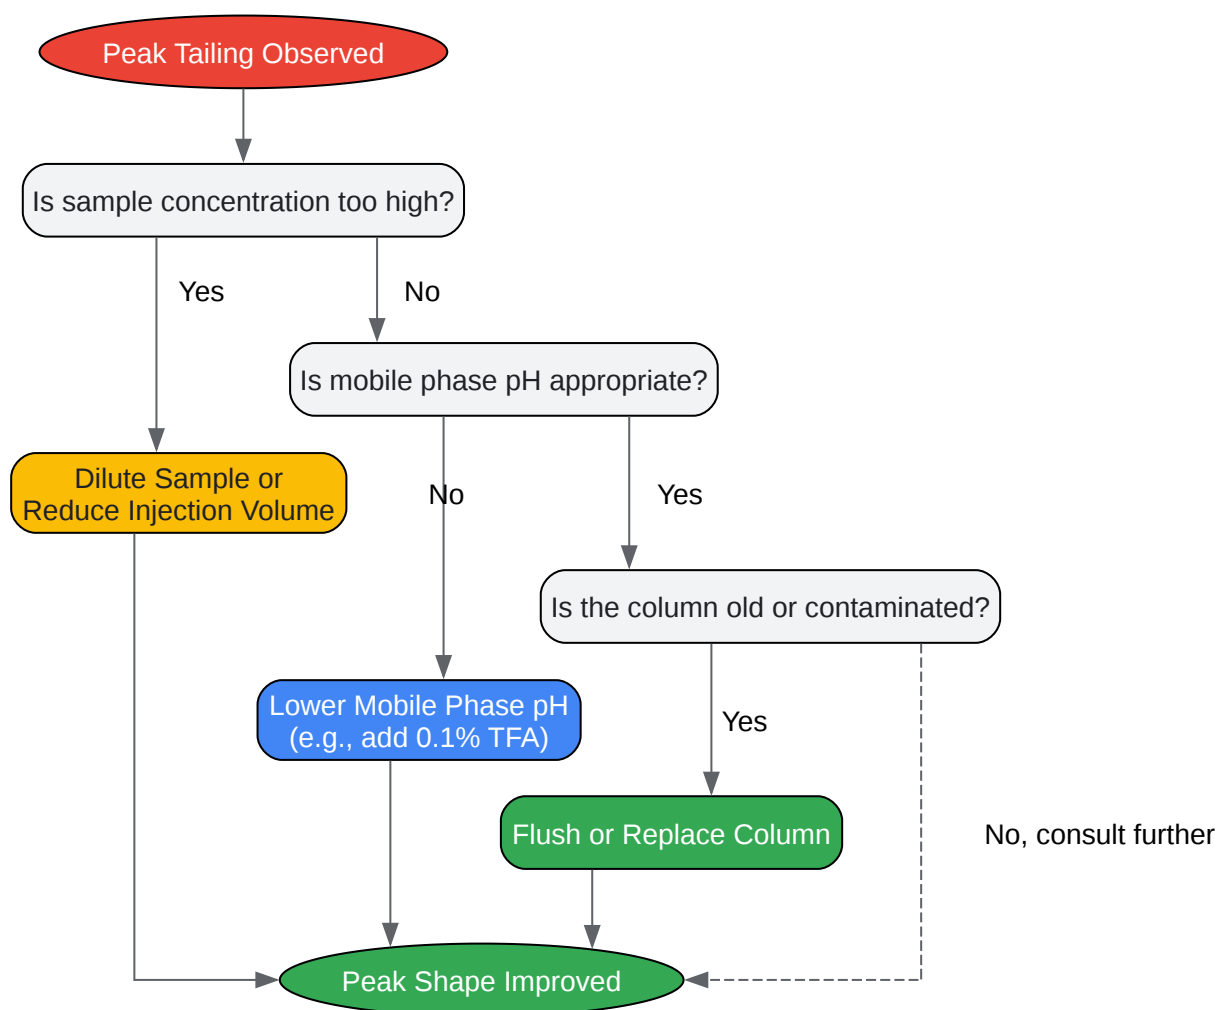 Peak Tailing Observed
Is sample concentration too high?
Yes
No
Is mobile phase pH appropriate?
Dilute Sample or
Reduce Injection Volume
No
Yes
Is the column old or contaminated?
Lower Mobile Phase pH
(e.g., add 0.1% TFA)
Yes
Flush or Replace Column
No, consult further
Peak Shape Improved